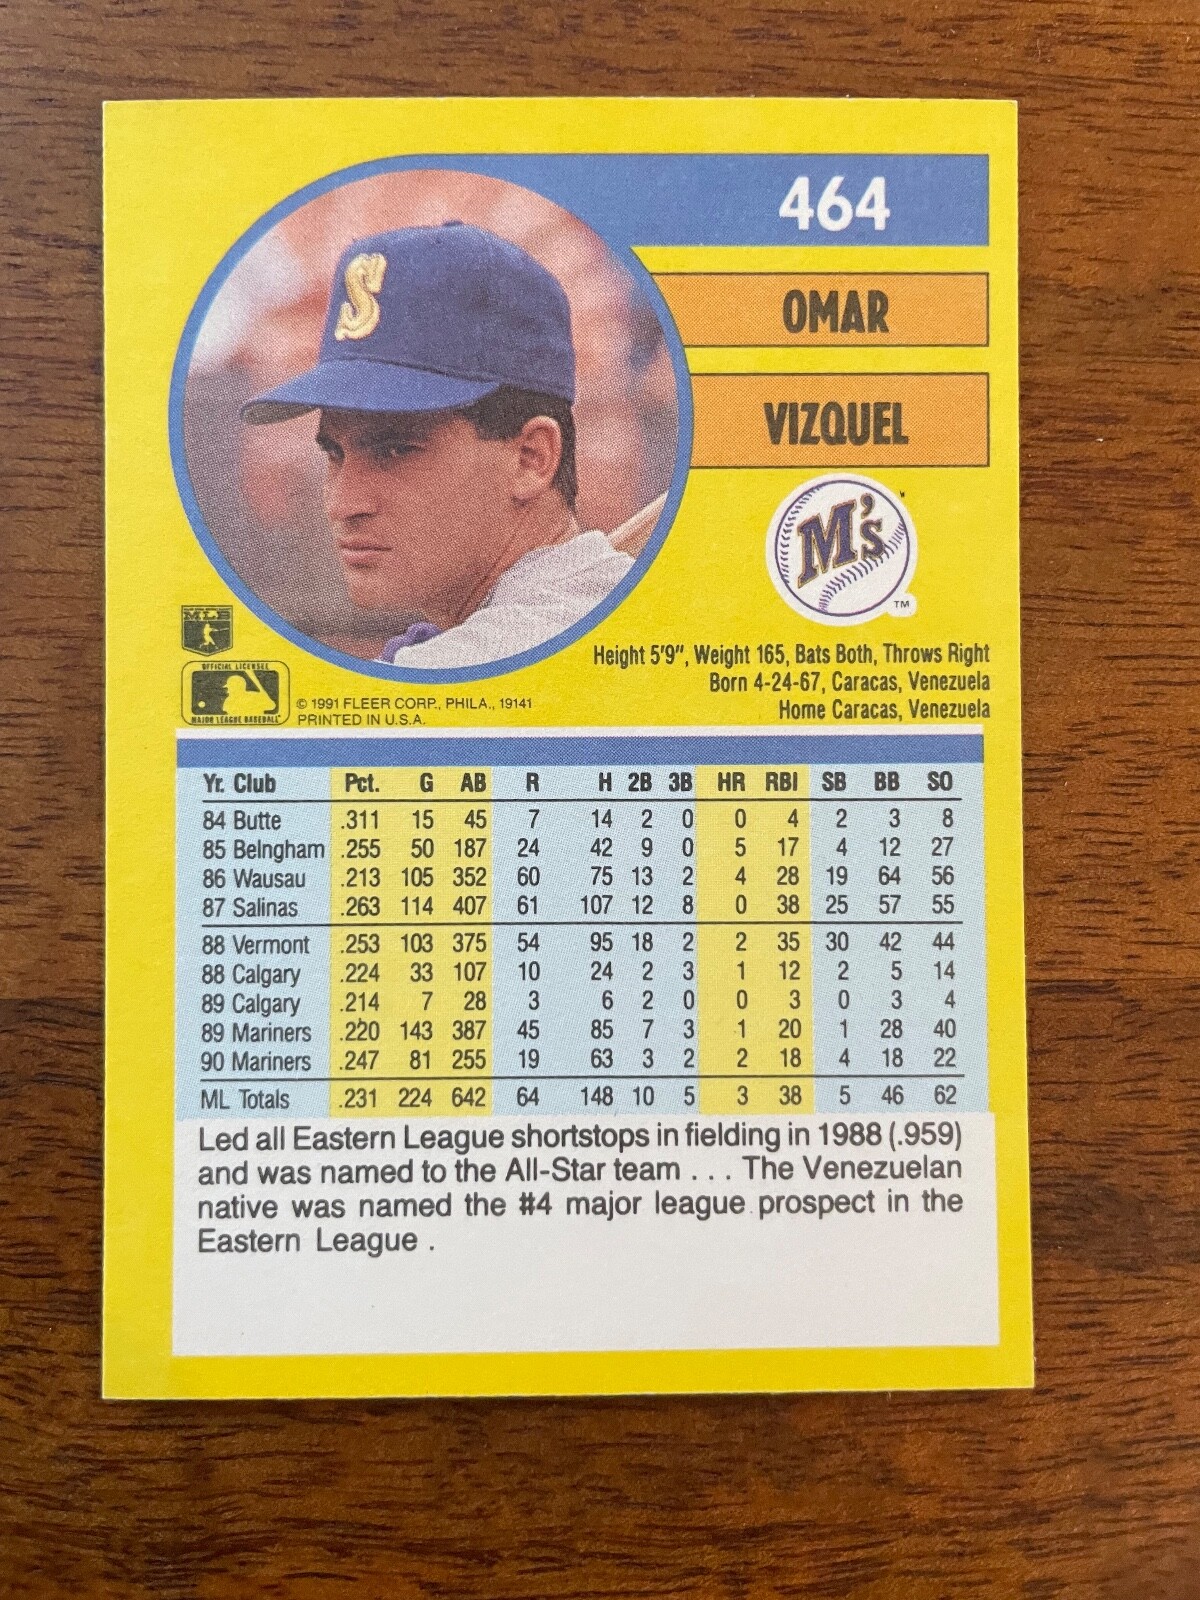 464
OMAR
VIZQUEL
S
M's
TM
MLB
OFFICIAL LICENSEE
MAJOR LEAGUE BASEBALL
© 1991 FLEER CORP., PHILA., 19141
PRINTED IN U.S.A.
Height 5'9", Weight 165, Bats Both, Throws Right
Born 4-24-67, Caracas, Venezuela
Home Caracas, Venezuela
Yr. Club Pct. G AB R H 2B 3B HR RBI SB BB SO
84 Butte .311 15 45 7 14 2 0 0 4 2 3 8
85 Belngham .255 50 187 24 42 9 0 5 17 4 12 27
86 Wausau .213 105 352 60 75 13 2 4 28 19 64 56
87 Salinas .263 114 407 61 107 12 8 0 38 25 57 55
88 Vermont .253 103 375 54 95 18 2 2 35 30 42 44
88 Calgary .224 33 107 10 24 2 3 1 12 2 5 14
89 Calgary .214 7 28 3 6 2 0 0 3 0 3 4
89 Mariners .220 143 387 45 85 7 3 1 20 1 28 40
90 Mariners .247 81 255 19 63 3 2 2 18 4 18 22
ML Totals .231 224 642 64 148 10 5 3 38 5 46 62
Led all Eastern League shortstops in fielding in 1988 (.959)
and was named to the All-Star team . . . The Venezuelan
native was named the #4 major league prospect in the
Eastern League .